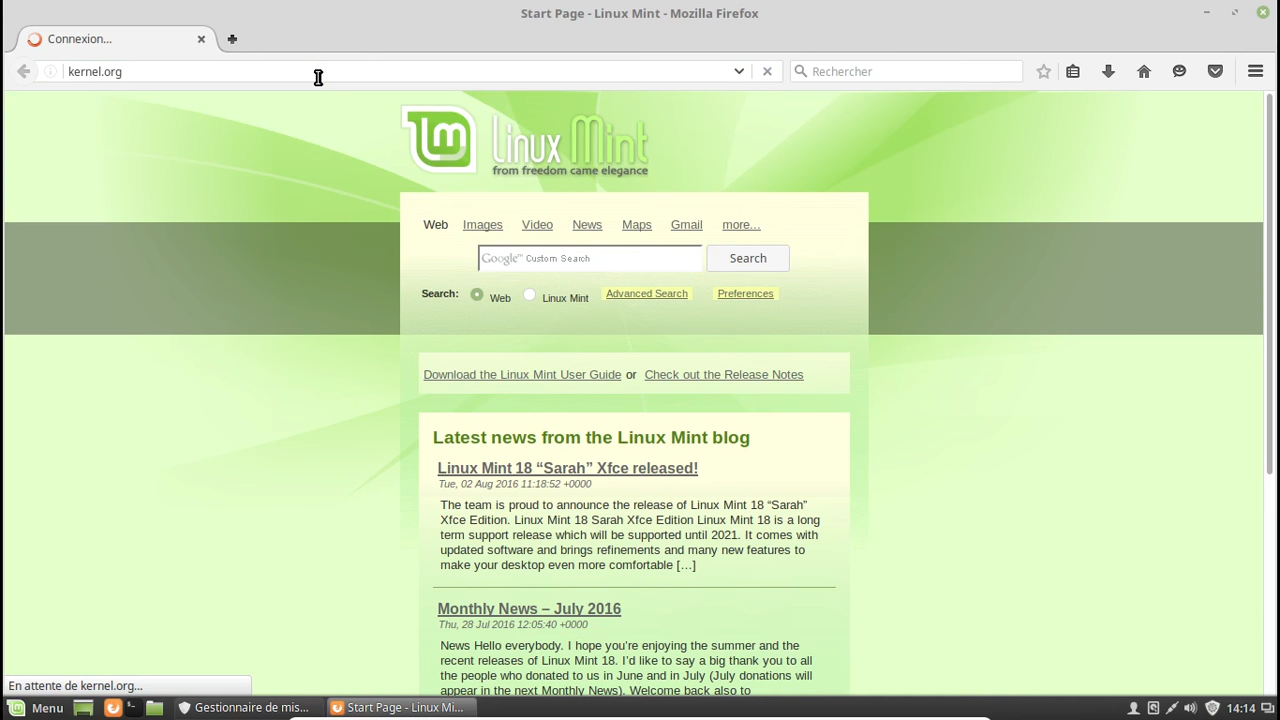 Start Page - Linux Mint - Mozilla Firefox
Connexion...
kernel.org
Rechercher
Linux Mint
from freedom came elegance
Web Images Video News Maps Gmail more...
Google™ Custom Search Search
Search: Web Linux Mint Advanced Search Preferences
Download the Linux Mint User Guide or Check out the Release Notes
Latest news from the Linux Mint blog
Linux Mint 18 “Sarah” Xfce released!
Tue, 02 Aug 2016 11:18:52 +0000
The team is proud to announce the release of Linux Mint 18 “Sarah”
Xfce Edition. Linux Mint 18 Sarah Xfce Edition Linux Mint 18 is a long
term support release which will be supported until 2021. It comes with
updated software and brings refinements and many new features to
make your desktop even more comfortable […]
Monthly News – July 2016
Thu, 28 Jul 2016 12:05:40 +0000
News Hello everybody. I hope you’re enjoying the summer and the
recent releases of Linux Mint 18. I’d like to say a big thank you to all
the people who donated to us in June and in July (July donations
will appear in the next Monthly News). Welcome back also to
En attente de kernel.org...
Menu Gestionnaire de mis... Start Page - Linux Mi... 14:14